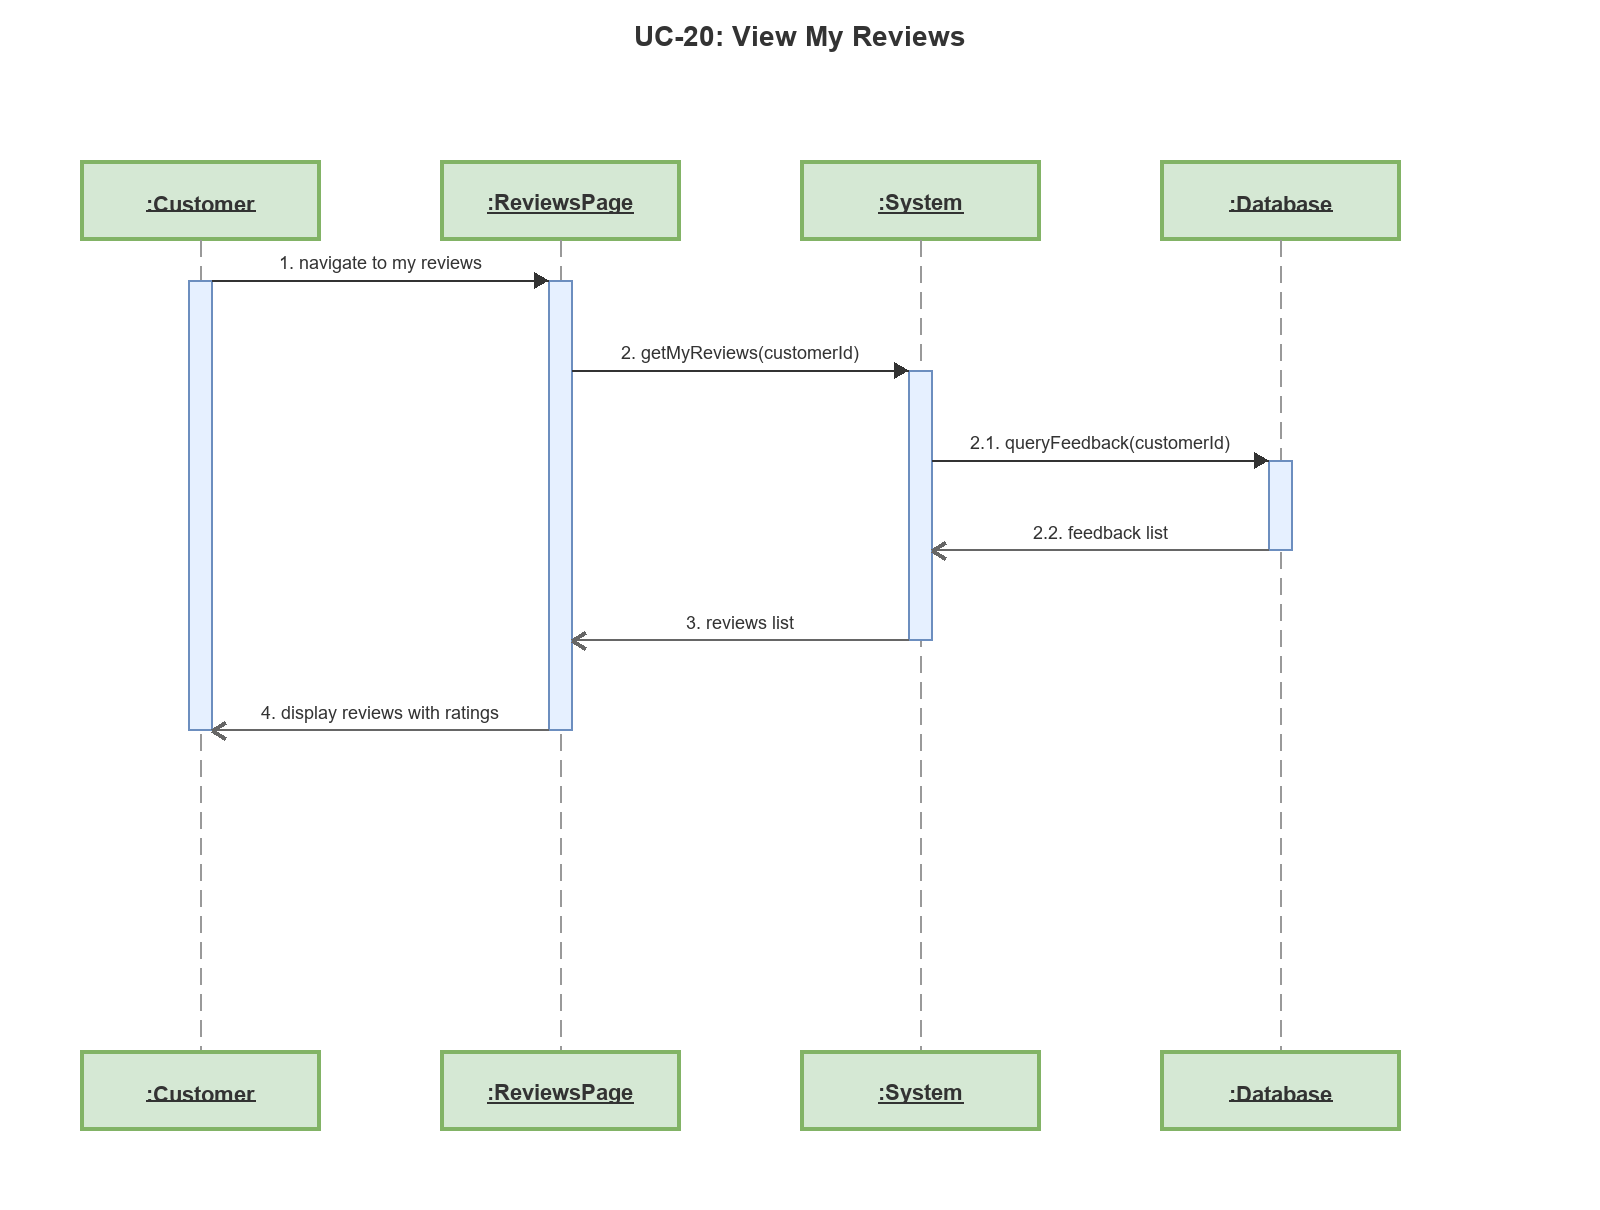 UC-20: View My Reviews
:Customer
:ReviewsPage
:System
:Database
1. navigate to my reviews
2. getMyReviews(customerId)
2.1. queryFeedback(customerId)
2.2. feedback list
3. reviews list
4. display reviews with ratings
:Customer
:ReviewsPage
:System
:Database